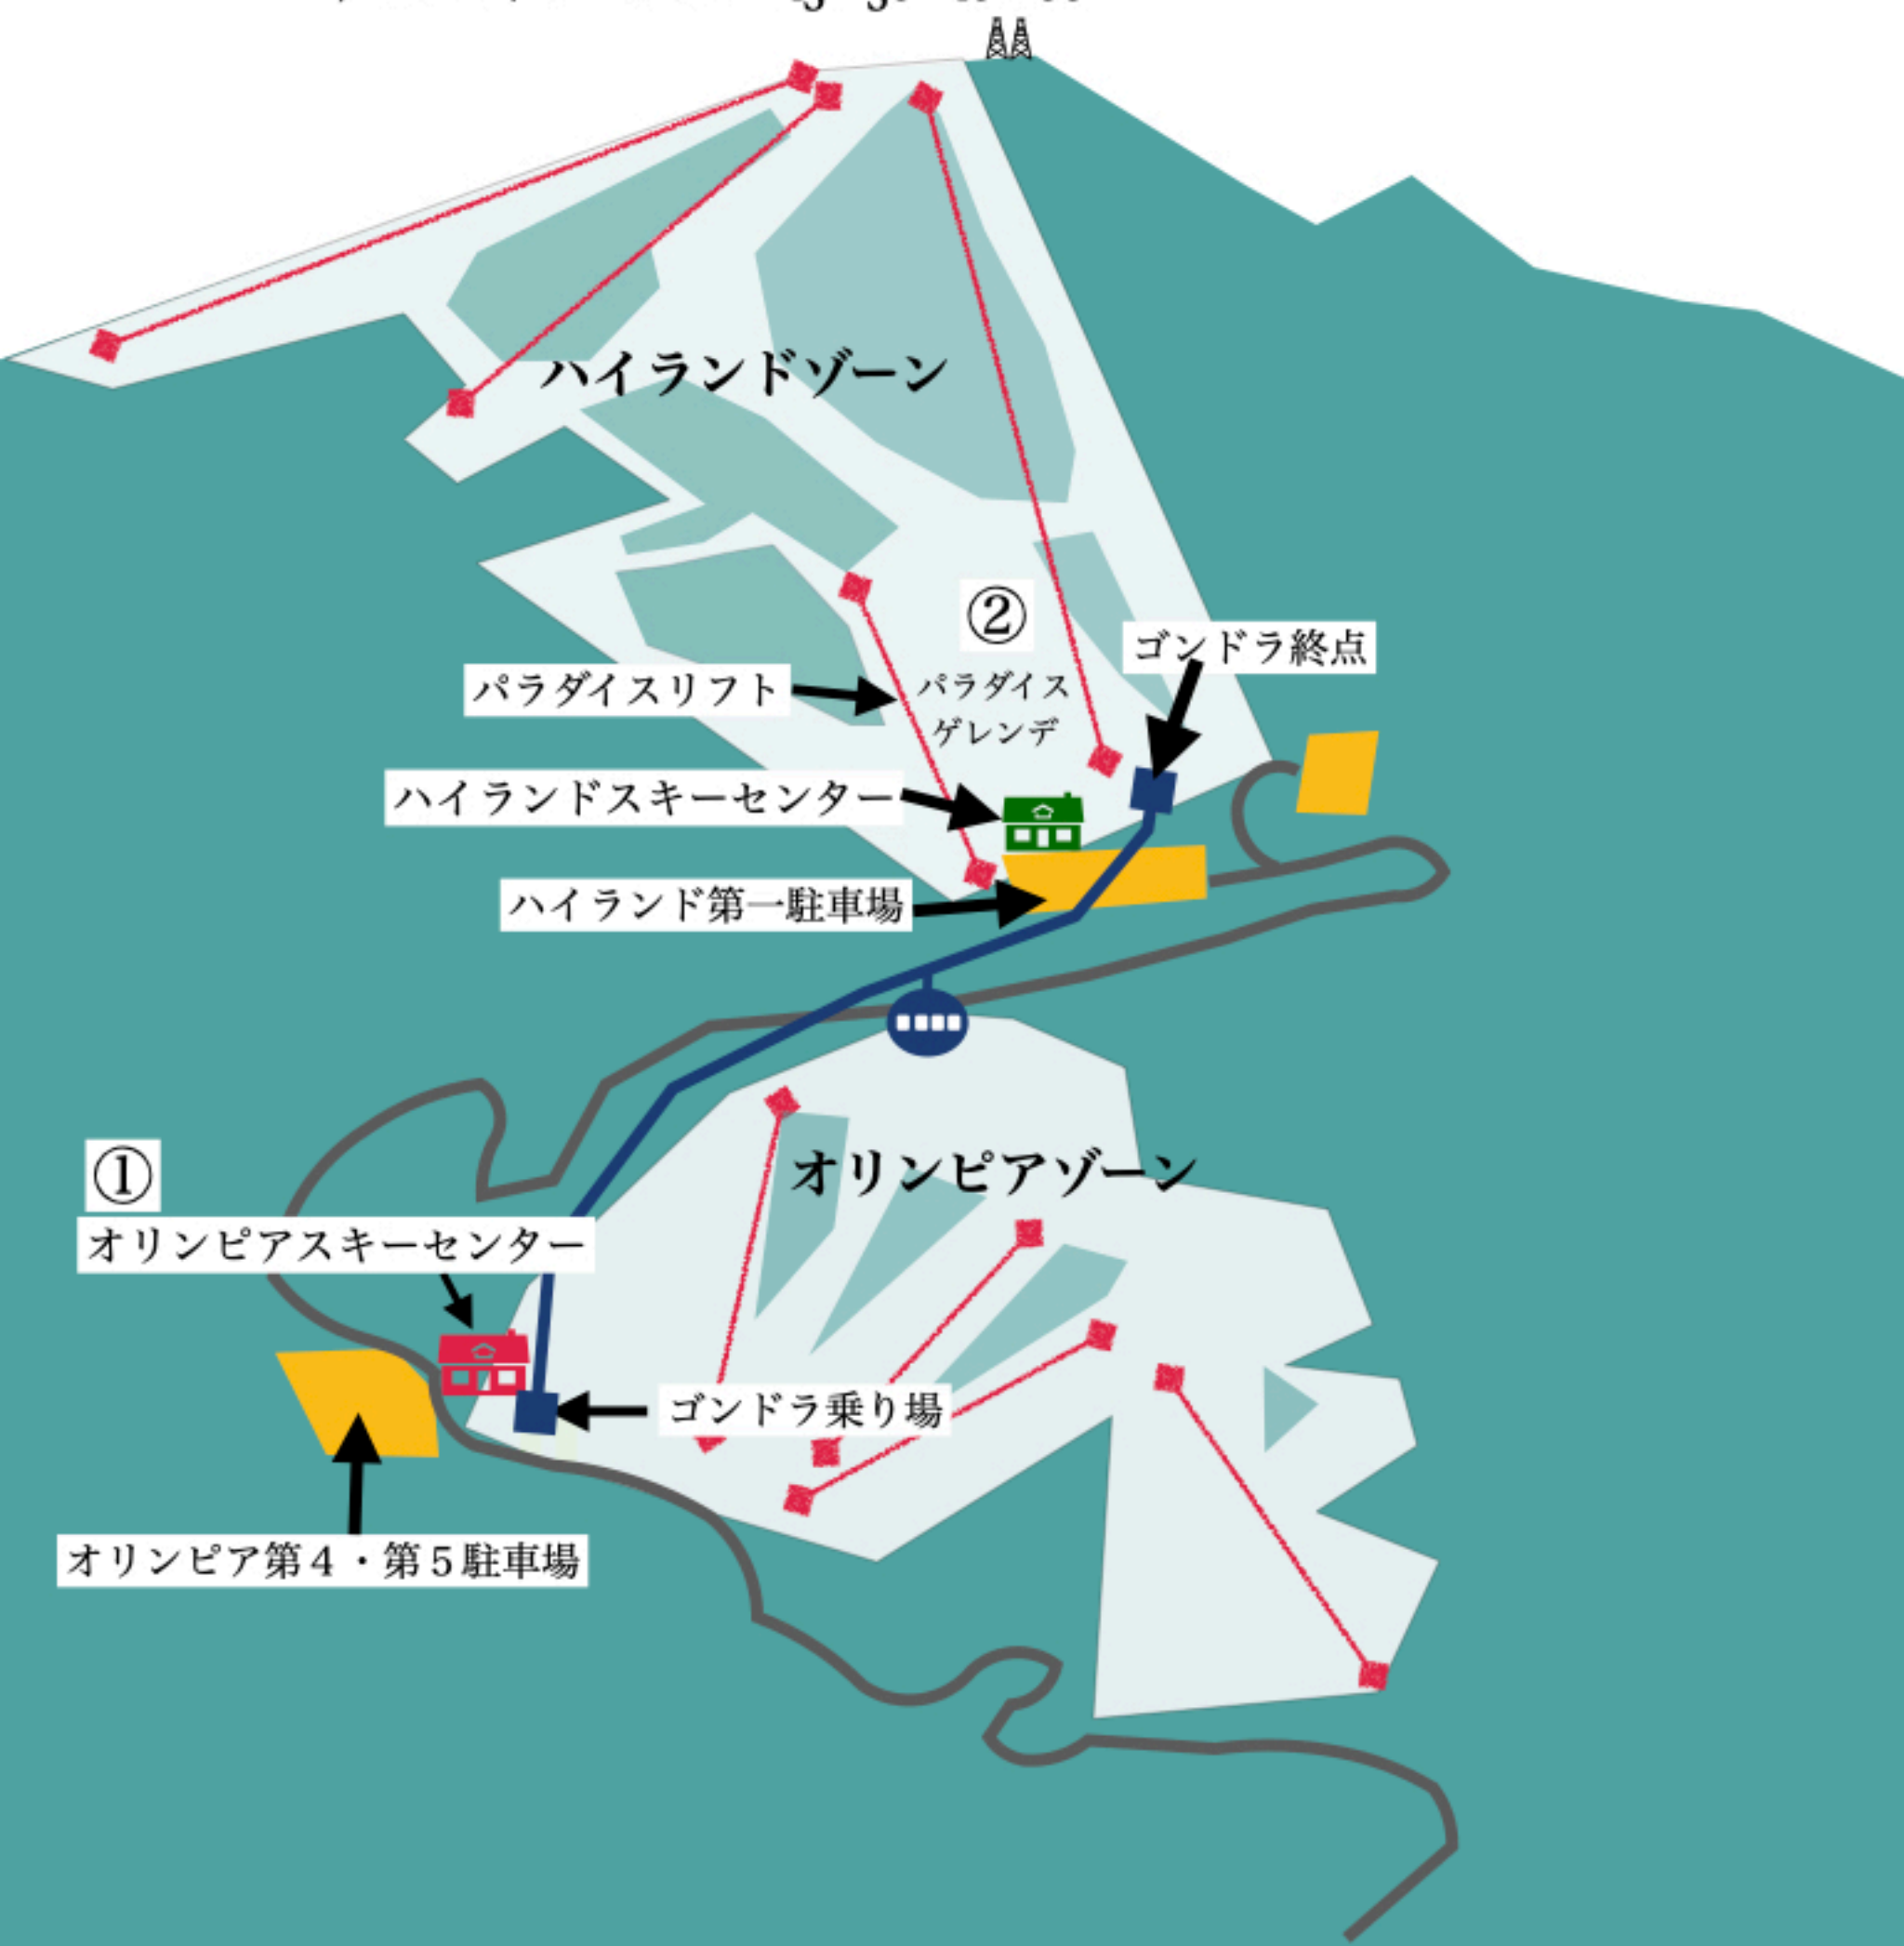 ハイランドゾーン
②
パラダイス
ゲレンデ
ゴンドラ終点
パラダイスリフト
ハイランドスキーセンター
ハイランド第一駐車場
オリンピアゾーン
①
オリンピアスキーセンター
ゴンドラ乗り場
オリンピア第４・第５駐車場